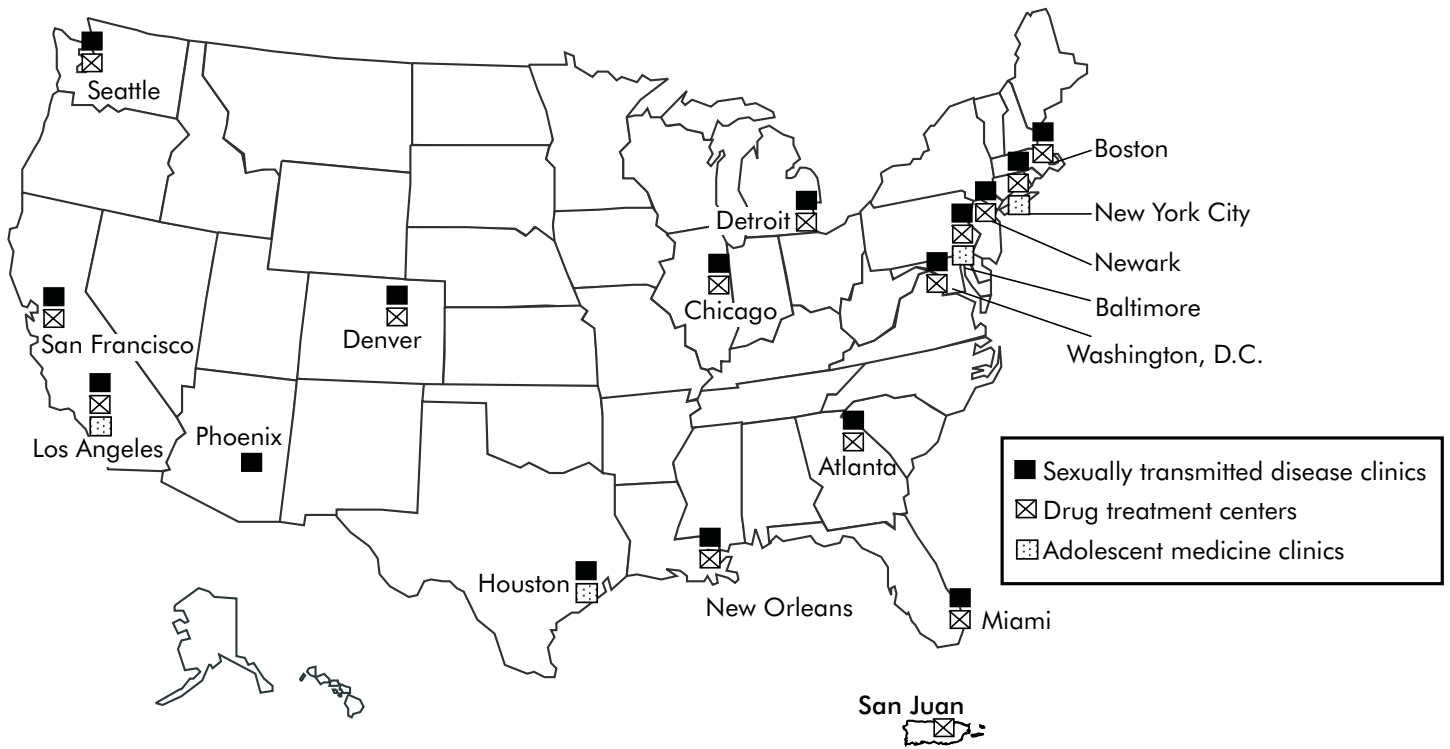 Seattle
Boston
Detroit
New York City
Newark
Chicago
Baltimore
San Francisco
Denver
Washington, D.C.
Los Angeles
Phoenix
Atlanta
Sexually transmitted disease clinics
Drug treatment centers
Adolescent medicine clinics
Houston
New Orleans
Miami
San Juan